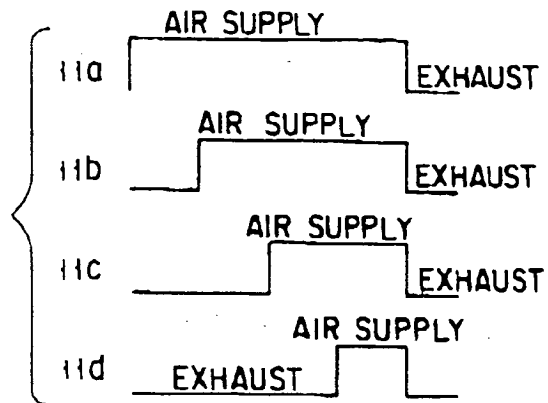 AIR SUPPLY
11a
EXHAUST
AIR SUPPLY
11b
EXHAUST
AIR SUPPLY
11c
EXHAUST
AIR SUPPLY
11d
EXHAUST